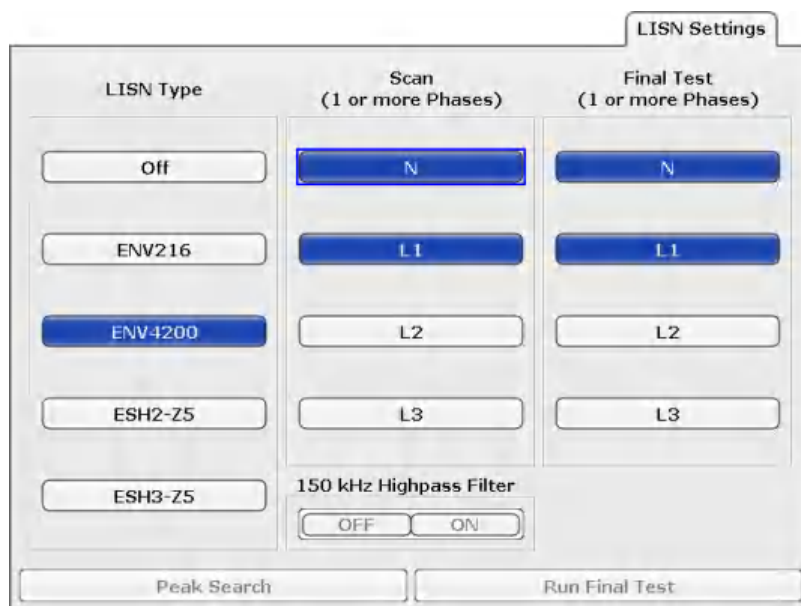 LISN Settings
LISN Type
Scan
(1 or more Phases)
Final Test
(1 or more Phases)
Off
N
N
ENV216
L1
L1
ENV4200
L2
L2
ESH2-Z5
L3
L3
150 kHz Highpass Filter
ESH3-Z5
OFF
ON
Peak Search
Run Final Test